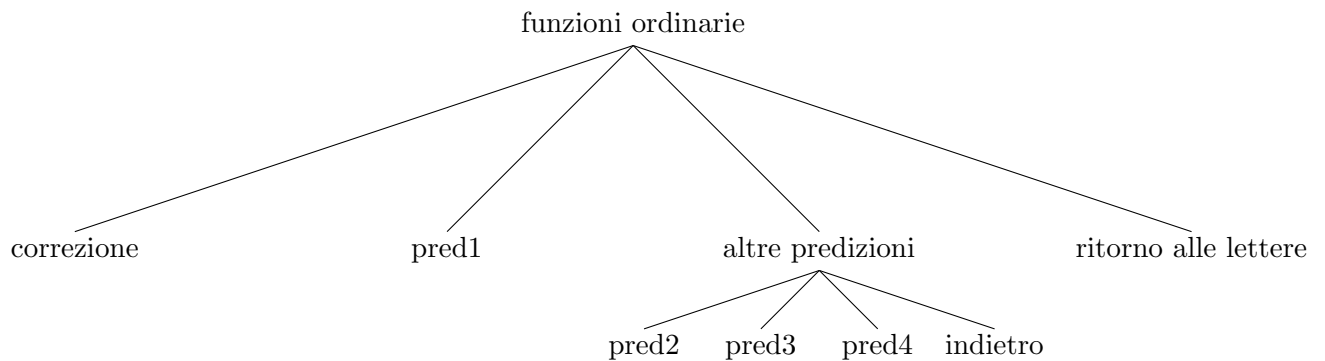 funzioni ordinarie
correzione
pred1
altre predizioni
ritorno alle lettere
pred2
pred3
pred4
indietro